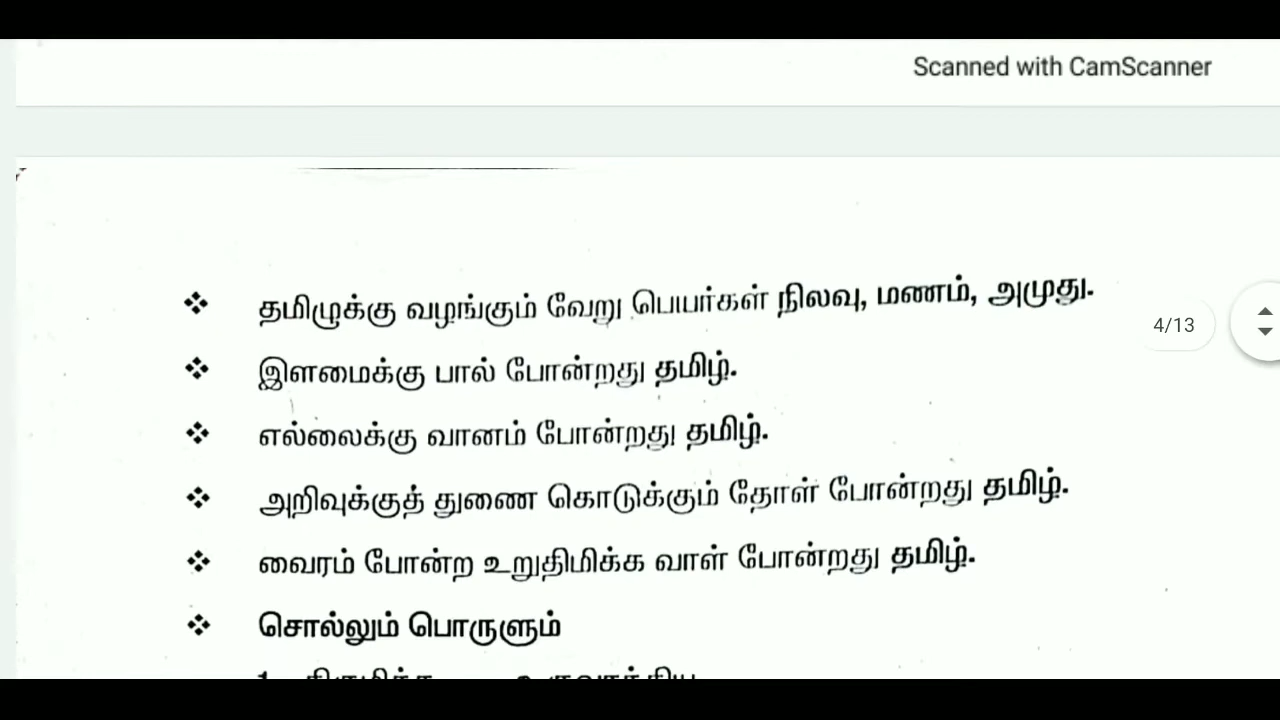 Scanned with CamScanner
❖ தமிழுக்கு வழங்கும் வேறு பெயர்கள் நிலவு, மணம், அமுது.
4/13
❖ இளமைக்கு பால் போன்றது தமிழ்.
❖ எல்லைக்கு வானம் போன்றது தமிழ்.
❖ அறிவுக்குத் துணை கொடுக்கும் தோள் போன்றது தமிழ்.
❖ வைரம் போன்ற உறுதிமிக்க வாள் போன்றது தமிழ்.
❖ சொல்லும் பொருளும்